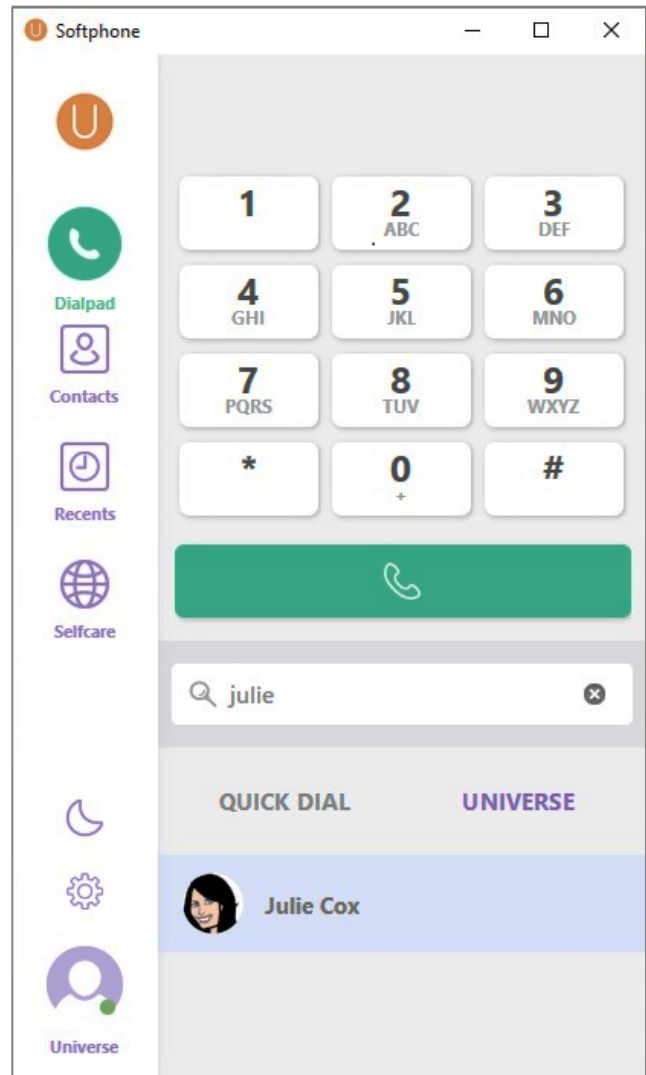 U Softphone
U
1
2
ABC
3
DEF
Dialpad
4
GHI
5
JKL
6
MNO
Contacts
7
PQRS
8
TUV
9
WXYZ
*
0
+
#
Recents
Selfcare
julie
QUICK DIAL UNIVERSE
Julie Cox
Universe